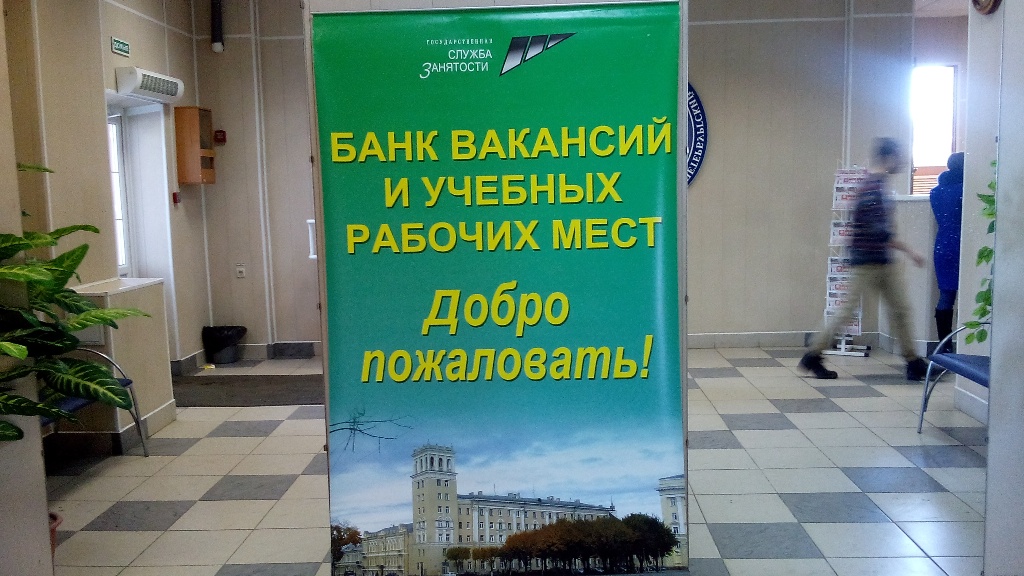 ГОСУДАРСТВЕННАЯ
СЛУЖБА
ЗАНЯТОСТИ
БАНК ВАКАНСИЙ
И УЧЕБНЫХ
РАБОЧИХ МЕСТ
Добро
пожаловать!